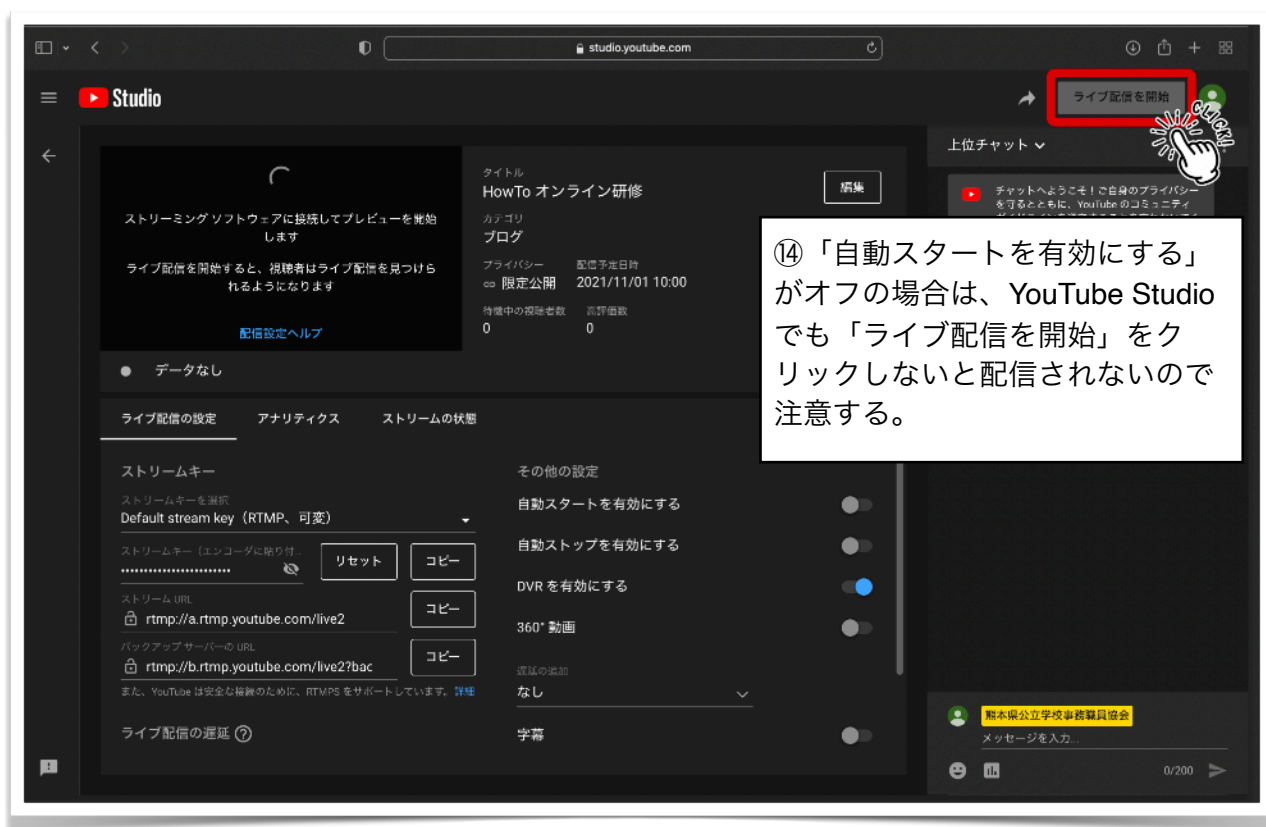 studio.youtube.com
Studio
ライブ配信を開始
CLICK!
上位チャット
チャットへようこそ！ご自身のプライバシー
を守るとともに、YouTube のコミュニティ
ストリーミング ソフトウェアに接続してプレビューを開始
します
ライブ配信を開始すると、視聴者はライブ配信を見つけら
れるようになります
配信設定ヘルプ
データなし
タイトル
HowTo オンライン研修
編集
カテゴリ
ブログ
プライバシー 配信予定日時
限定公開 2021/11/01 10:00
待機中の視聴者数 高評価数
0 0
⑭「自動スタートを有効にする」
がオフの場合は、YouTube Studio
でも「ライブ配信を開始」をク
リックしないと配信されないので
注意する。
ライブ配信の設定 アナリティクス ストリームの状態
ストリームキー
ストリームキーを選択
Default stream key（RTMP、可変）
ストリームキー（エンコーダに貼り付..
••••••••••••••••••••••••
リセット コピー
ストリーム URL
rtmp://a.rtmp.youtube.com/live2
コピー
バックアップ サーバーの URL
rtmp://b.rtmp.youtube.com/live2?bac
コピー
また、YouTube は安全な接続のために、RTMPS をサポートしています。詳細
ライブ配信の遅延
その他の設定
自動スタートを有効にする
自動ストップを有効にする
DVR を有効にする
360° 動画
遅延の追加
なし
字幕
熊本県公立学校事務職員協会
メッセージを入力...
0/200